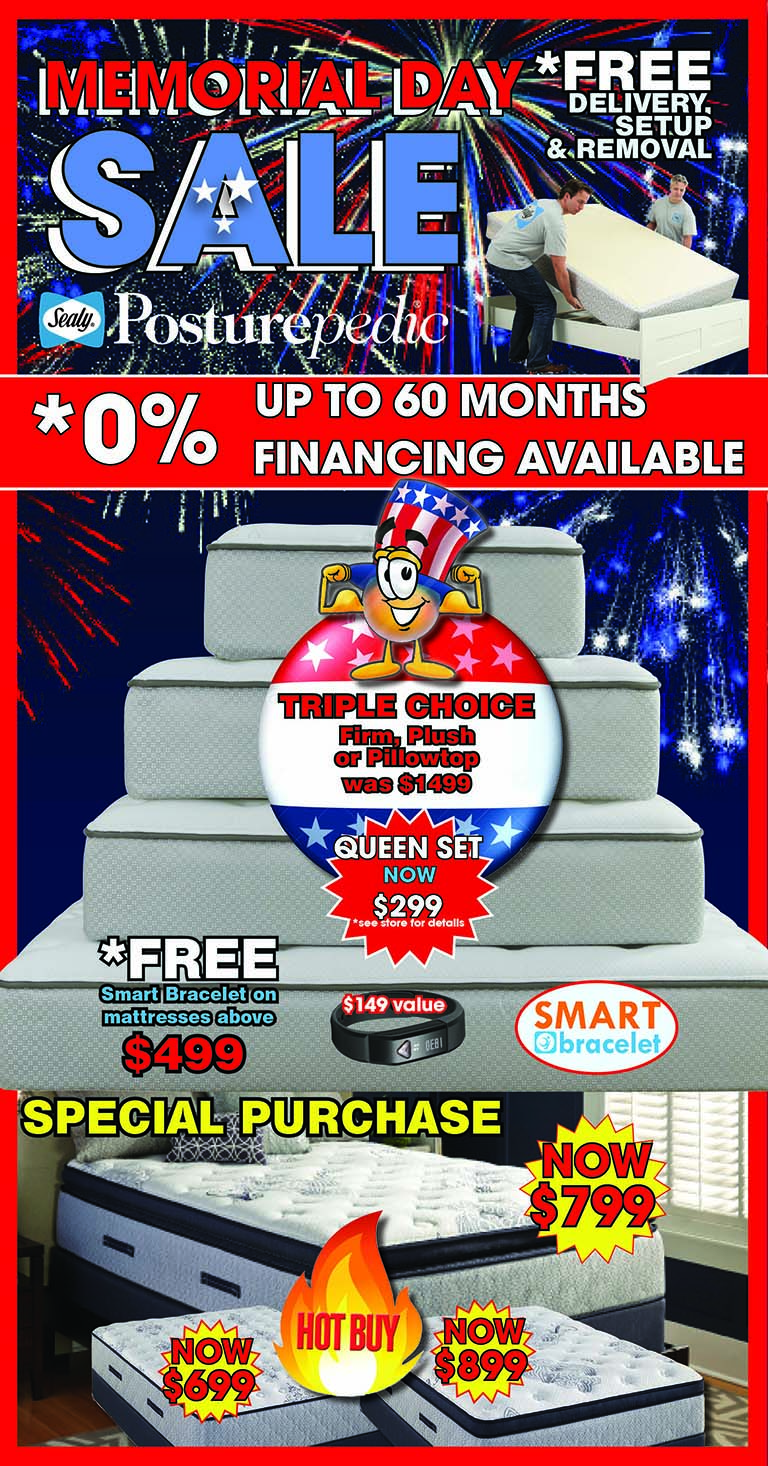 MEMORIAL DAY
SALE
*FREE
DELIVERY,
SETUP
& REMOVAL
Sealy® Posturepedic®
*0%
UP TO 60 MONTHS
FINANCING AVAILABLE
TRIPLE CHOICE
Firm, Plush
or Pillowtop
was $1499
QUEEN SET
NOW
$299
*see store for details
*FREE
Smart Bracelet on
mattresses above
$499
$149 value
SMART
bracelet
SPECIAL PURCHASE
NOW
$799
HOT BUY
NOW
$699
NOW
$899